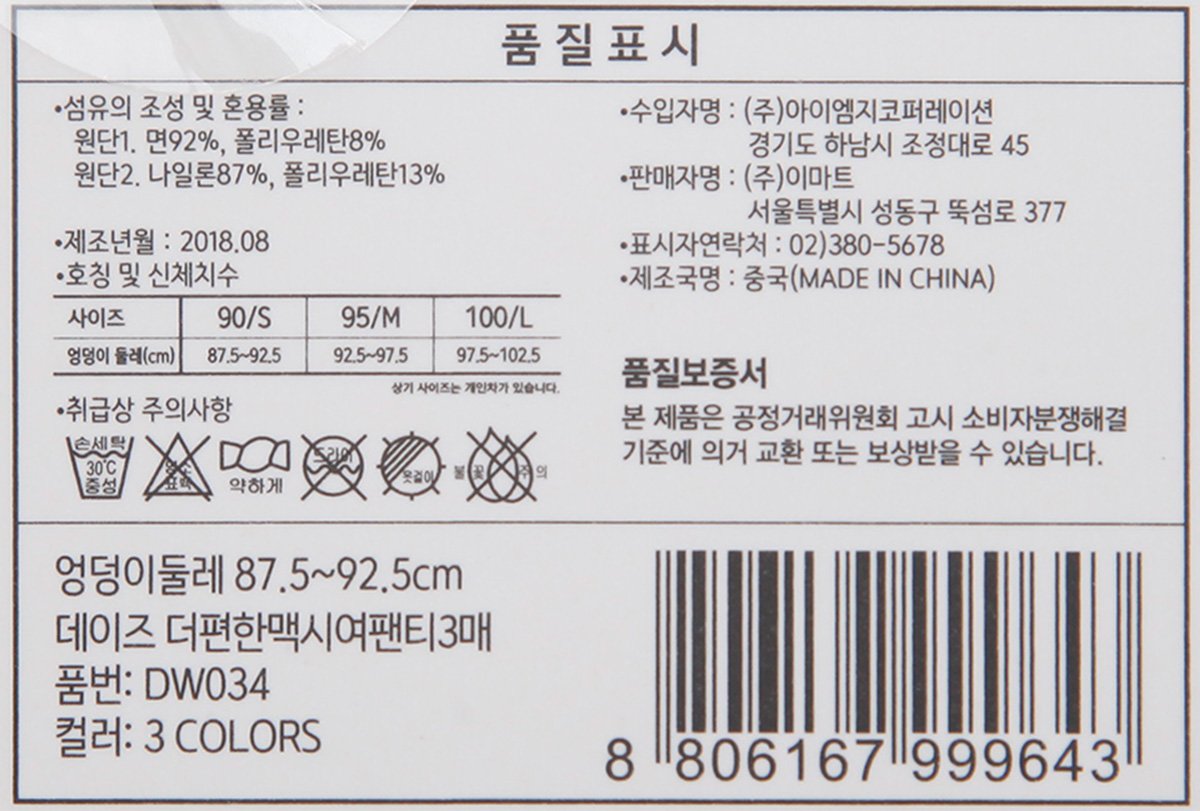 품질표시
•섬유의 조성 및 혼용률 :
원단1. 면92%, 폴리우레탄8%
원단2. 나일론87%, 폴리우레탄13%
•제조년월 : 2018.08
•호칭 및 신체치수
사이즈 90/S 95/M 100/L
엉덩이 둘레(cm) 87.5~92.5 92.5~97.5 97.5~102.5
상기 사이즈는 개인차가 있습니다.
•취급상 주의사항
손세탁
30℃
중성
염소
표백
약하게
드라이
옷걸이
불꽃주의
•수입자명 : (주)아이엠지코퍼레이션
경기도 하남시 조정대로 45
•판매자명 : (주)이마트
서울특별시 성동구 뚝섬로 377
•표시자연락처 : 02)380-5678
•제조국명 : 중국(MADE IN CHINA)
품질보증서
본 제품은 공정거래위원회 고시 소비자분쟁해결
기준에 의거 교환 또는 보상받을 수 있습니다.
엉덩이둘레 87.5~92.5cm
데이즈 더편한맥시여팬티3매
품번: DW034
컬러: 3 COLORS
8 806167 999643